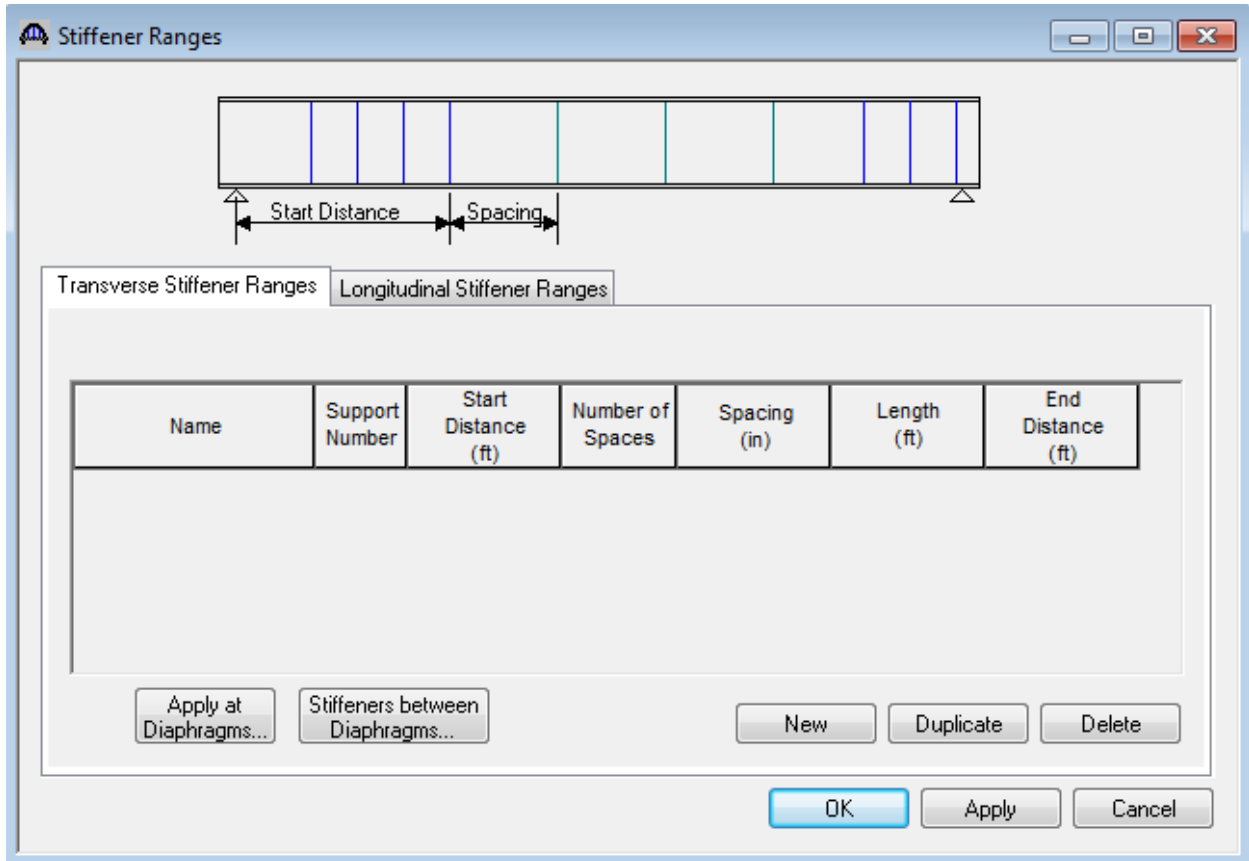 Stiffener Ranges
Start Distance
Spacing
Transverse Stiffener Ranges
Longitudinal Stiffener Ranges
Name
Support
Number
Start
Distance
(ft)
Number of
Spaces
Spacing
(in)
Length
(ft)
End
Distance
(ft)
Apply at
Diaphragms...
Stiffeners between
Diaphragms...
New
Duplicate
Delete
OK
Apply
Cancel